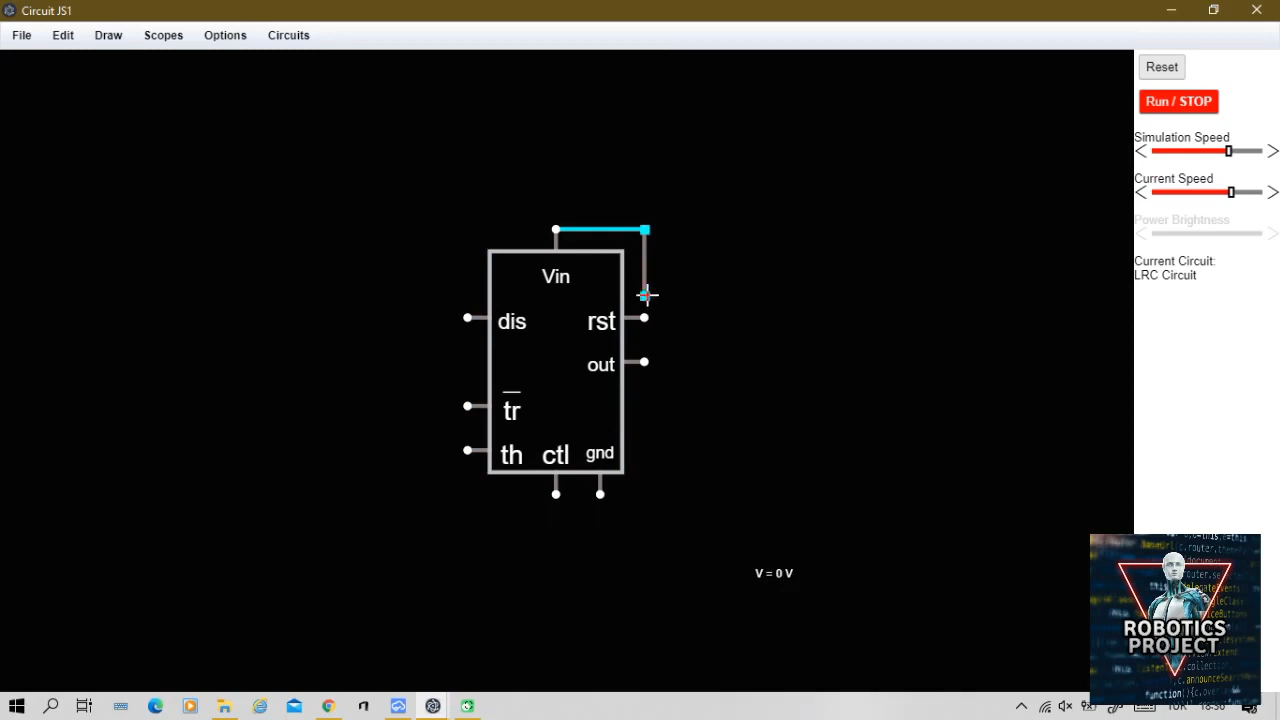 Circuit JS1
File Edit Draw Scopes Options Circuits
Reset
Run / STOP
Simulation Speed
Current Speed
Power Brightness
Current Circuit:
LRC Circuit
Vin
dis rst
out
tr
th ctl gnd
V = 0 V
ROBOTICS
PROJECT